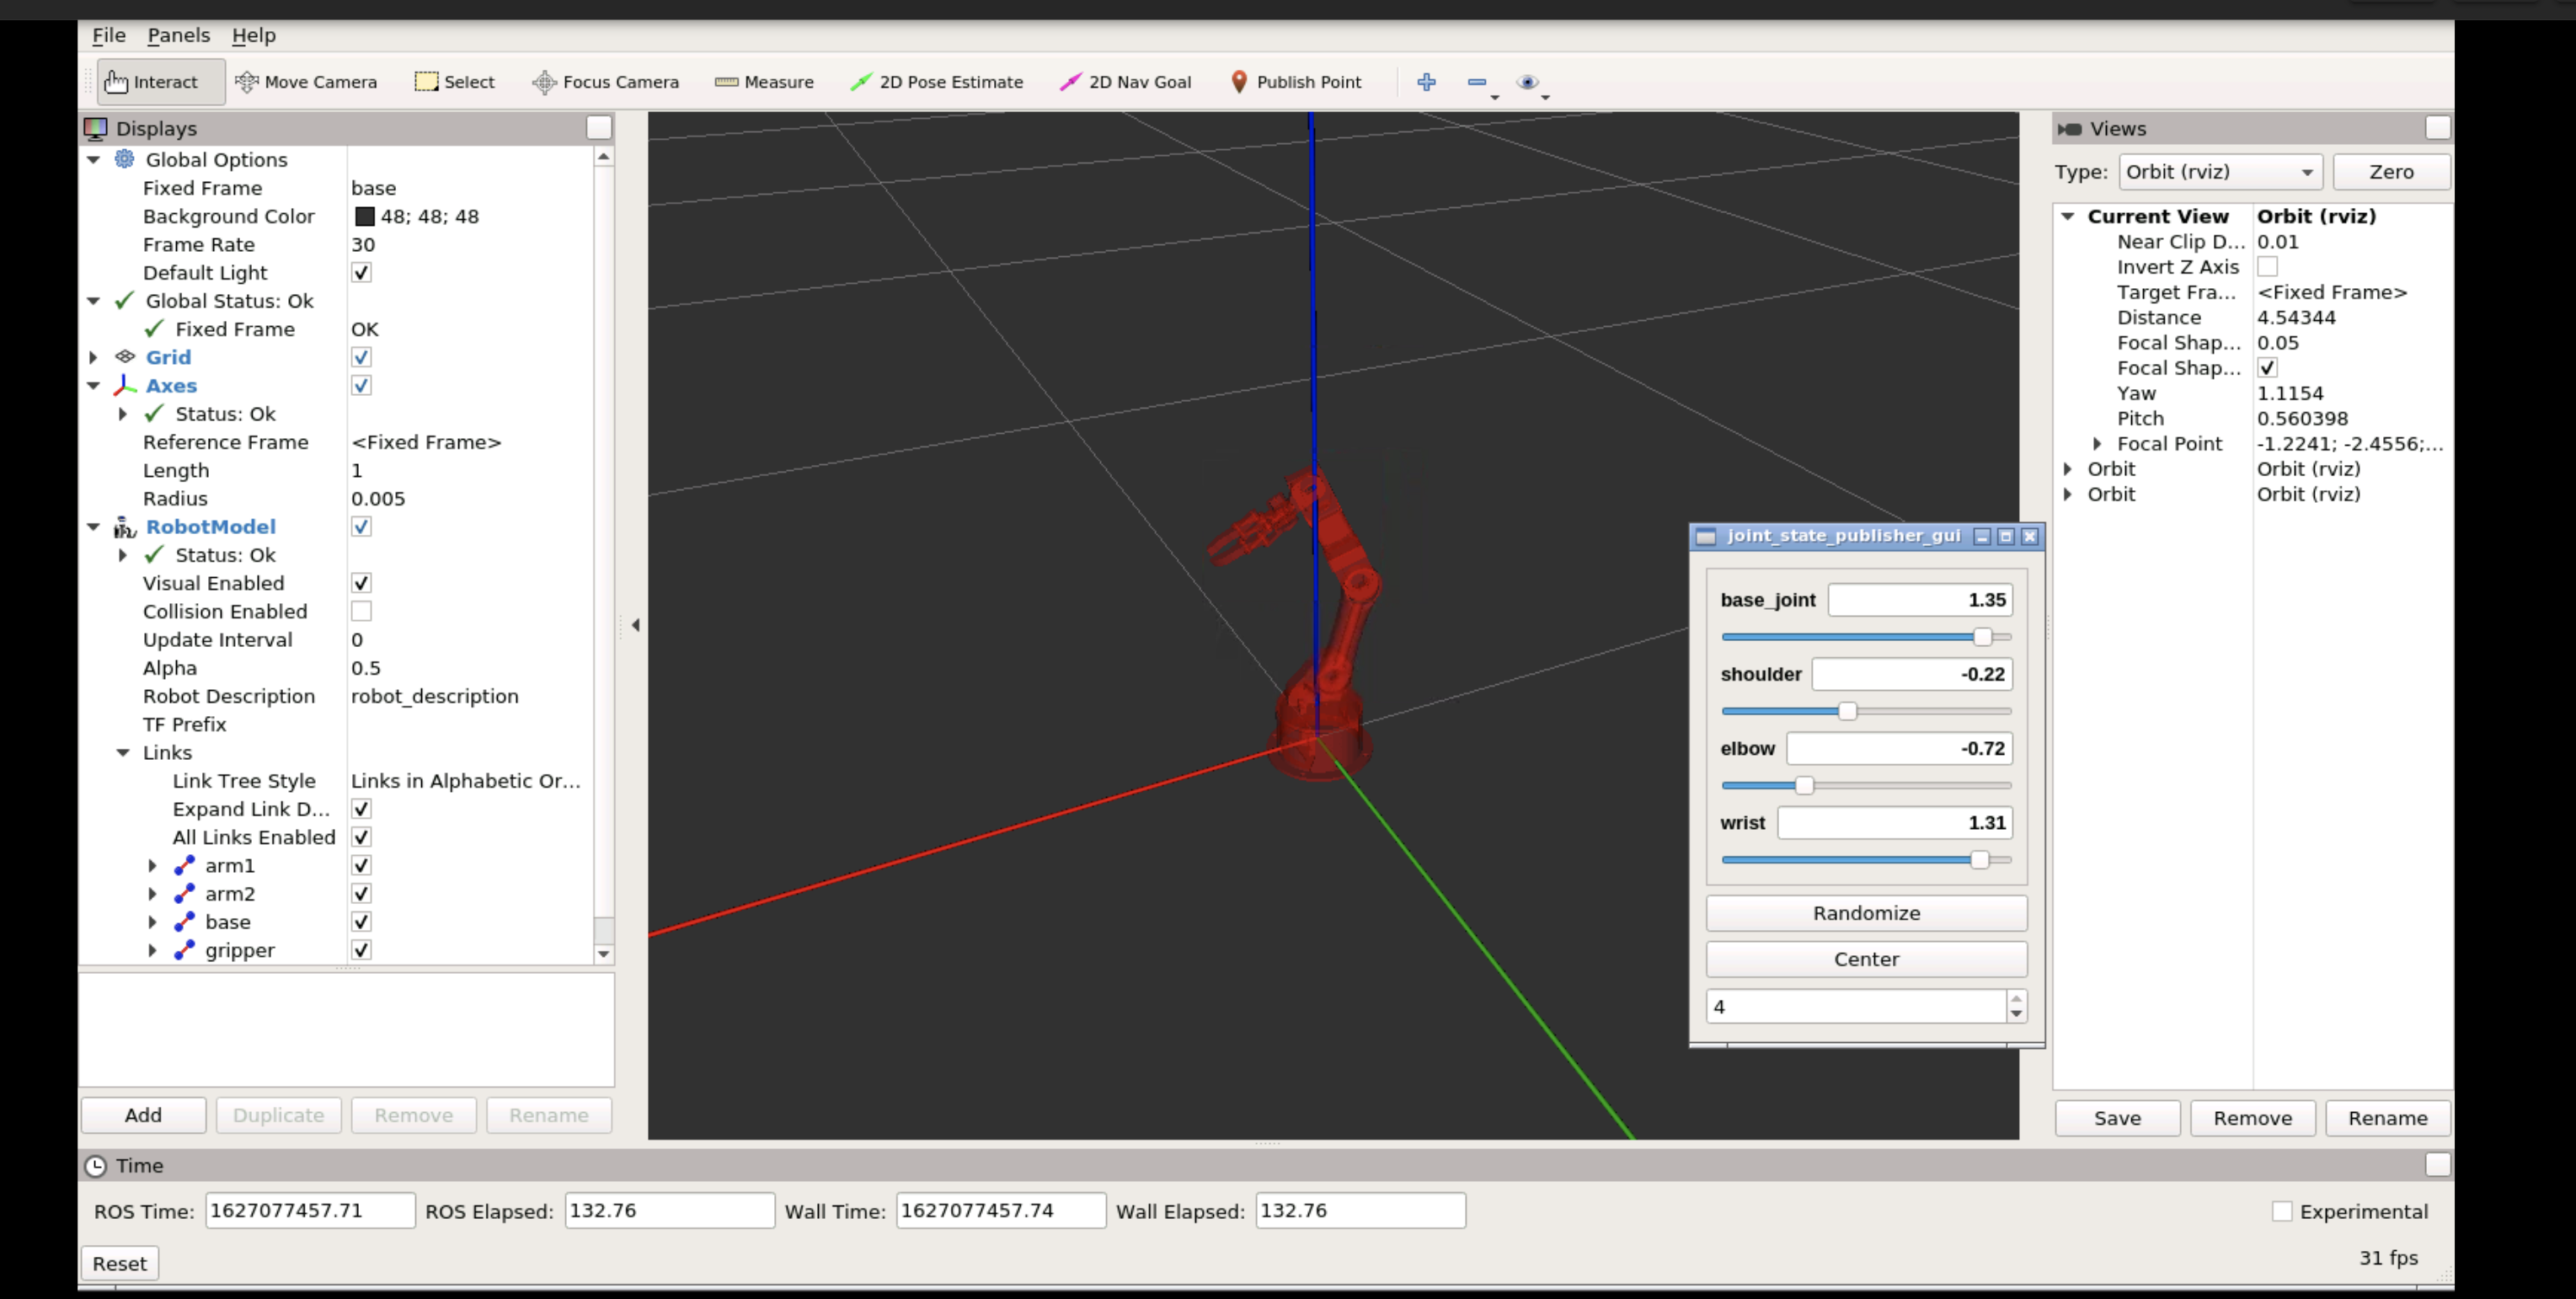 File Panels Help
Interact Move Camera Select Focus Camera Measure 2D Pose Estimate 2D Nav Goal Publish Point
Displays
Global Options
Fixed Frame base
Background Color 48; 48; 48
Frame Rate 30
Default Light
Global Status: Ok
Fixed Frame OK
Grid
Axes
Status: Ok
Reference Frame <Fixed Frame>
Length 1
Radius 0.005
RobotModel
Status: Ok
Visual Enabled
Collision Enabled
Update Interval 0
Alpha 0.5
Robot Description robot_description
TF Prefix
Links
Link Tree Style Links in Alphabetic Or...
Expand Link D...
All Links Enabled
arm1
arm2
base
gripper
Add Duplicate Remove Rename
joint_state_publisher_gui
base_joint 1.35
shoulder -0.22
elbow -0.72
wrist 1.31
Randomize
Center
4
Views
Type: Orbit (rviz) Zero
Current View Orbit (rviz)
Near Clip D... 0.01
Invert Z Axis
Target Fra... <Fixed Frame>
Distance 4.54344
Focal Shap... 0.05
Focal Shap...
Yaw 1.1154
Pitch 0.560398
Focal Point -1.2241; -2.4556;...
Orbit Orbit (rviz)
Orbit Orbit (rviz)
Save Remove Rename
Time
ROS Time: 1627077457.71 ROS Elapsed: 132.76 Wall Time: 1627077457.74 Wall Elapsed: 132.76 Experimental
Reset 31 fps